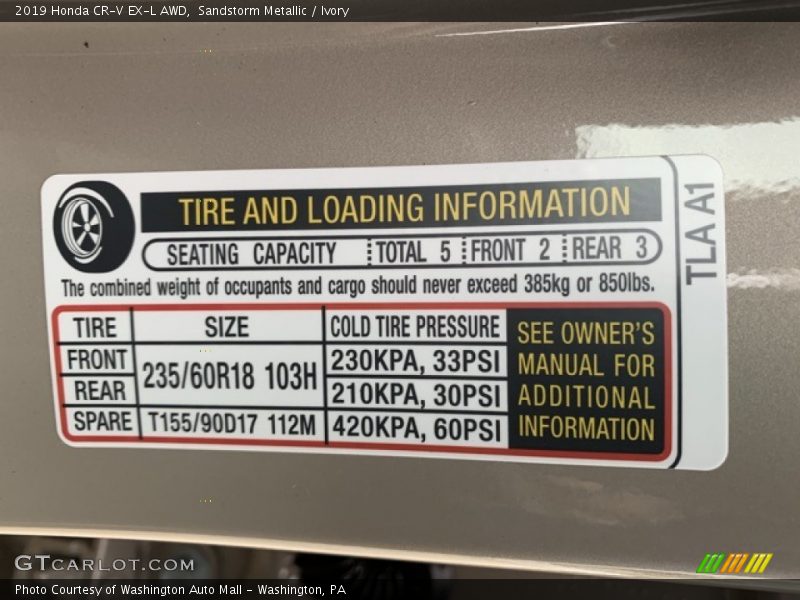 2019 Honda CR-V EX-L AWD, Sandstorm Metallic / Ivory
TIRE AND LOADING INFORMATION
SEATING CAPACITY TOTAL 5 FRONT 2 REAR 3
The combined weight of occupants and cargo should never exceed 385kg or 850lbs.
TIRE SIZE COLD TIRE PRESSURE
FRONT 235/60R18 103H 230KPA, 33PSI
REAR 210KPA, 30PSI
SPARE T155/90D17 112M 420KPA, 60PSI
SEE OWNER'S
MANUAL FOR
ADDITIONAL
INFORMATION
TLA A1
GTCARLOT.COM
Photo Courtesy of Washington Auto Mall - Washington, PA